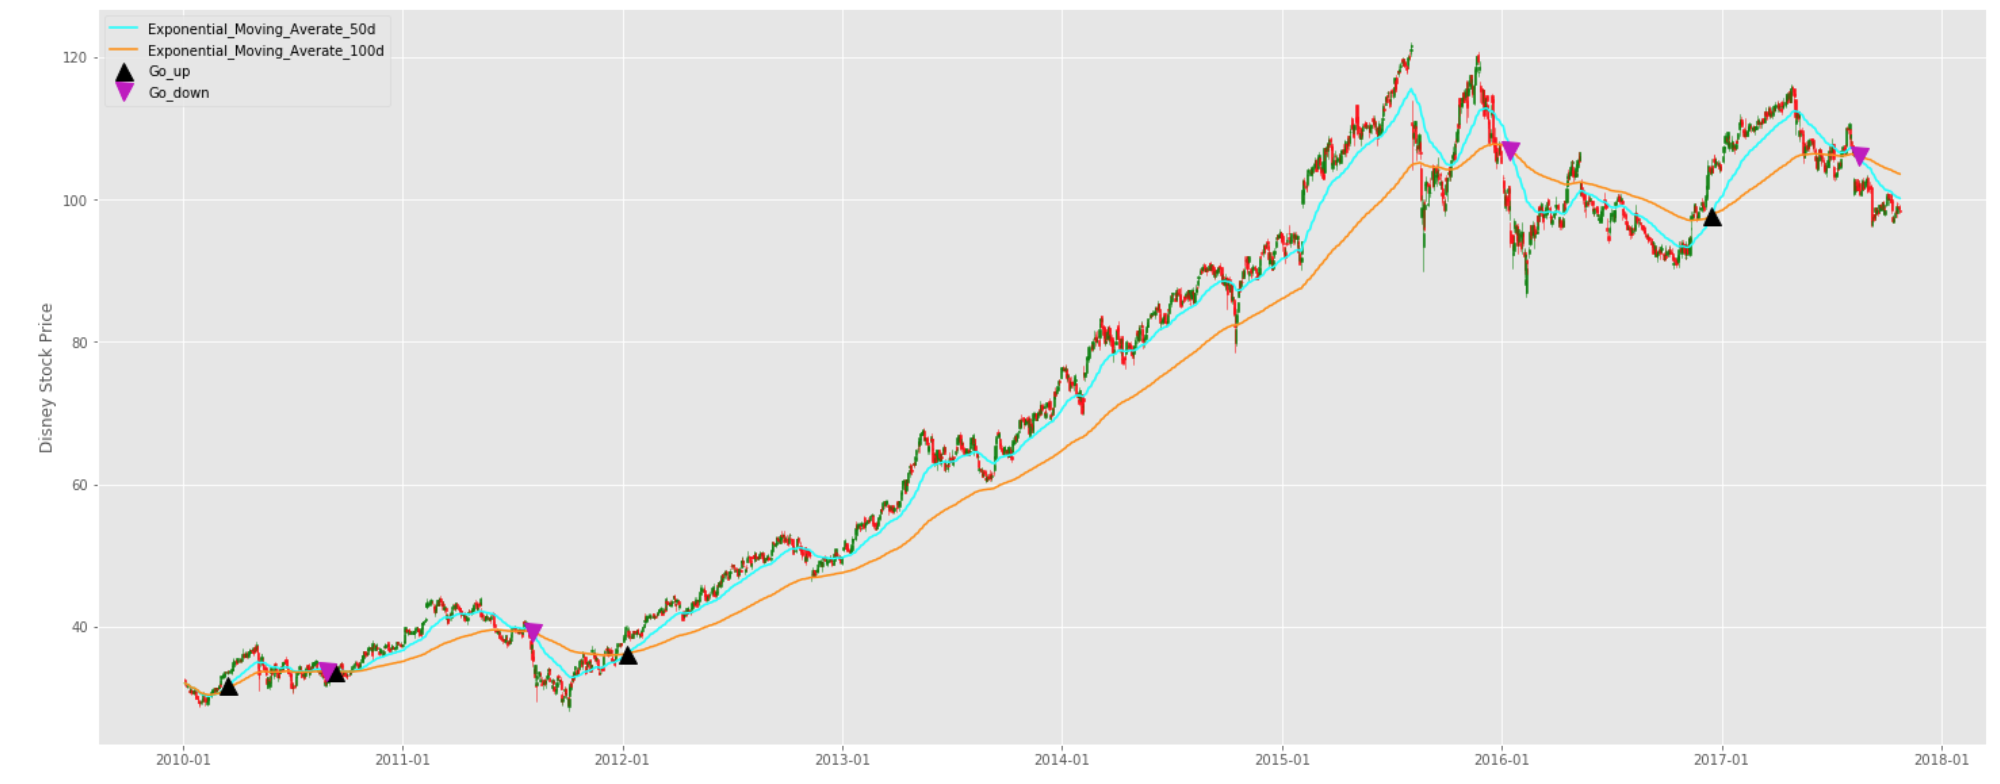 Exponential_Moving_Averate_50d
Exponential_Moving_Averate_100d
Go_up
Go_down
120
100
80
60
40
Disney Stock Price
2010-01
2011-01
2012-01
2013-01
2014-01
2015-01
2016-01
2017-01
2018-01